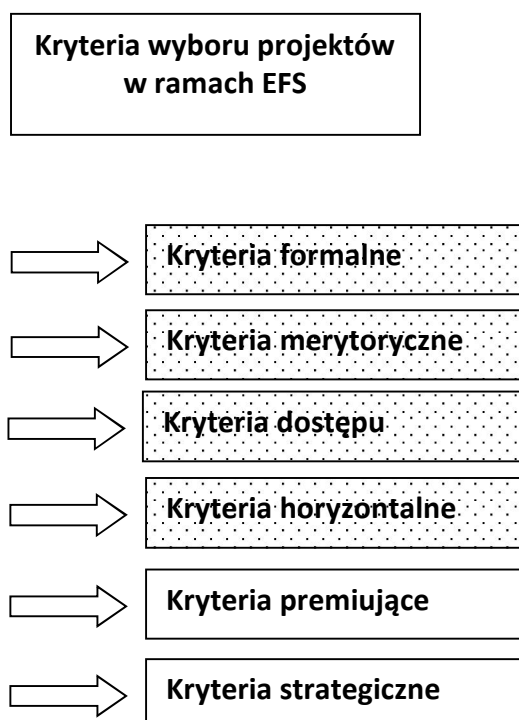 Kryteria wyboru projektów
w ramach EFS
Kryteria formalne
Kryteria merytoryczne
Kryteria dostępu
Kryteria horyzontalne
Kryteria premiujące
Kryteria strategiczne